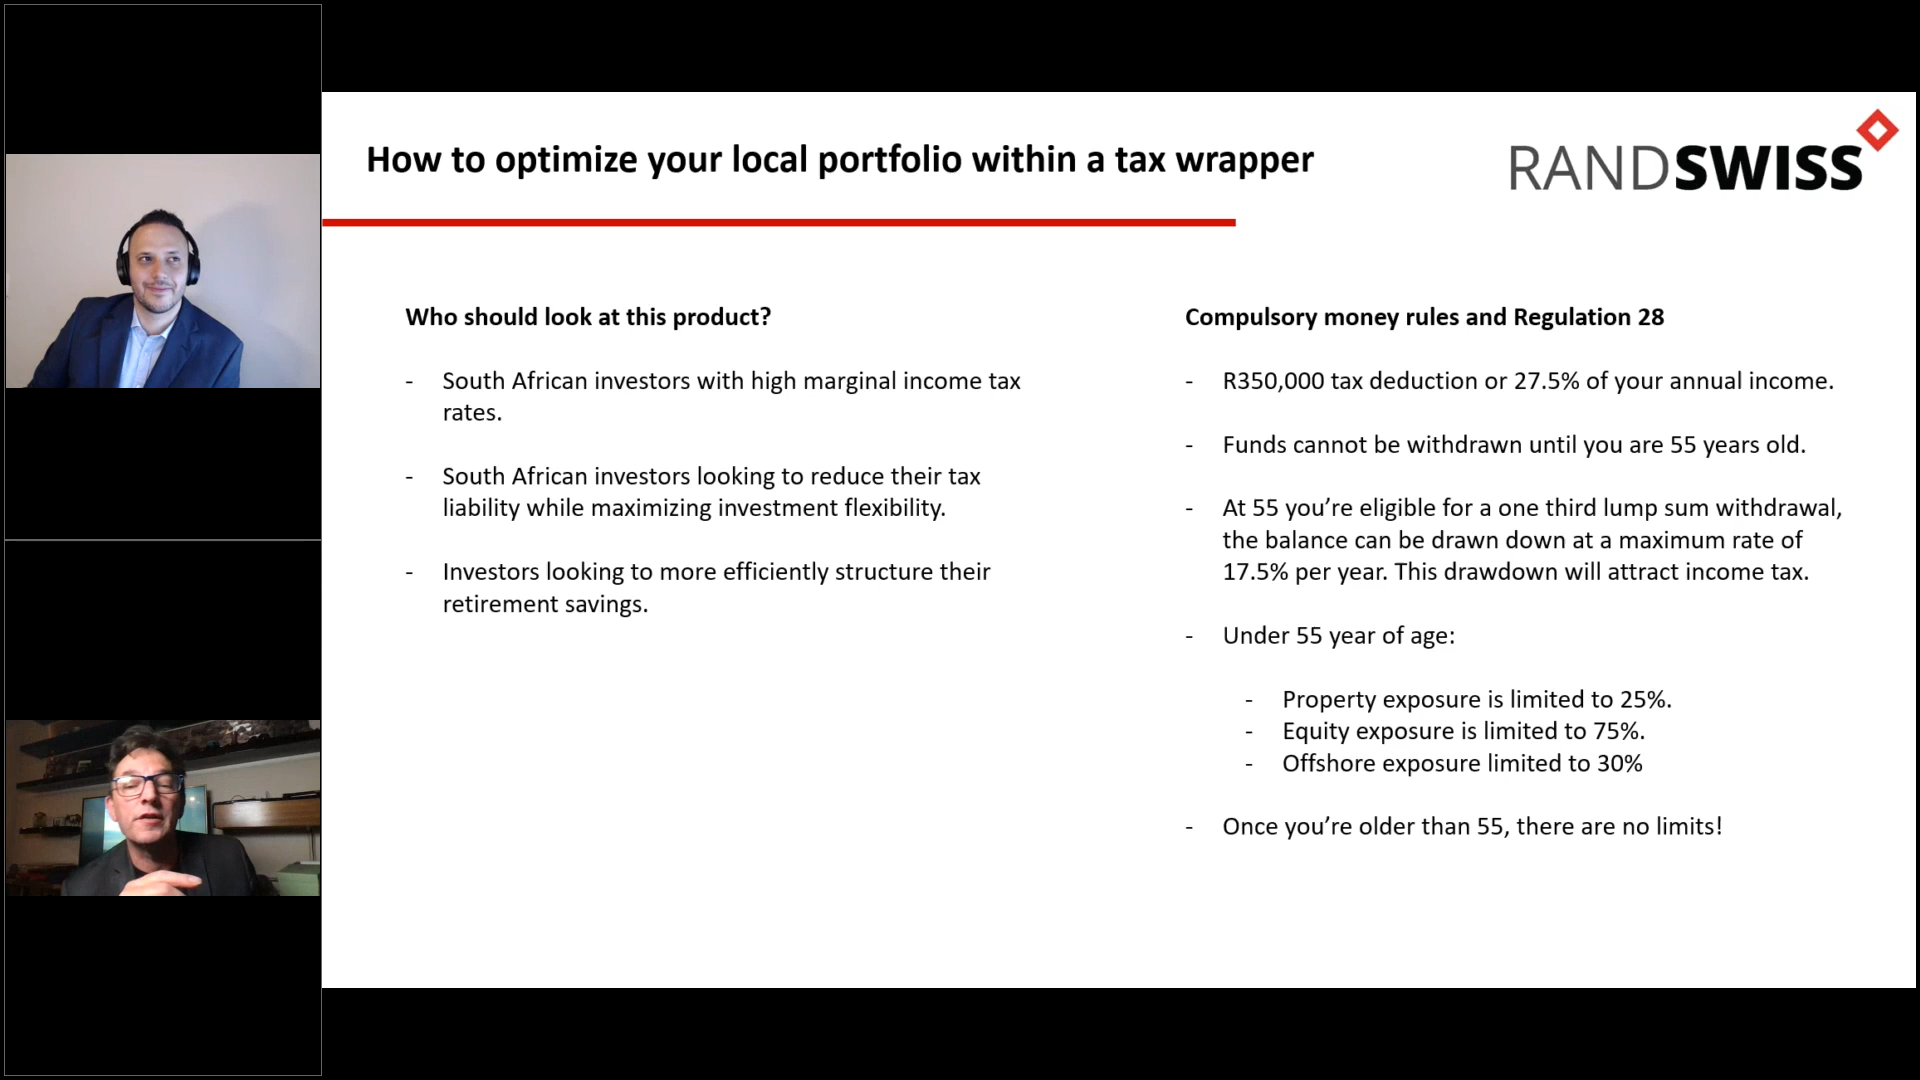 How to optimize your local portfolio within a tax wrapper
RANDSWISS
Who should look at this product?
- South African investors with high marginal income tax
rates.
- South African investors looking to reduce their tax
liability while maximizing investment flexibility.
- Investors looking to more efficiently structure their
retirement savings.
Compulsory money rules and Regulation 28
- R350,000 tax deduction or 27.5% of your annual income.
- Funds cannot be withdrawn until you are 55 years old.
- At 55 you’re eligible for a one third lump sum withdrawal,
the balance can be drawn down at a maximum rate of
17.5% per year. This drawdown will attract income tax.
- Under 55 year of age:
- Property exposure is limited to 25%.
- Equity exposure is limited to 75%.
- Offshore exposure limited to 30%
- Once you’re older than 55, there are no limits!